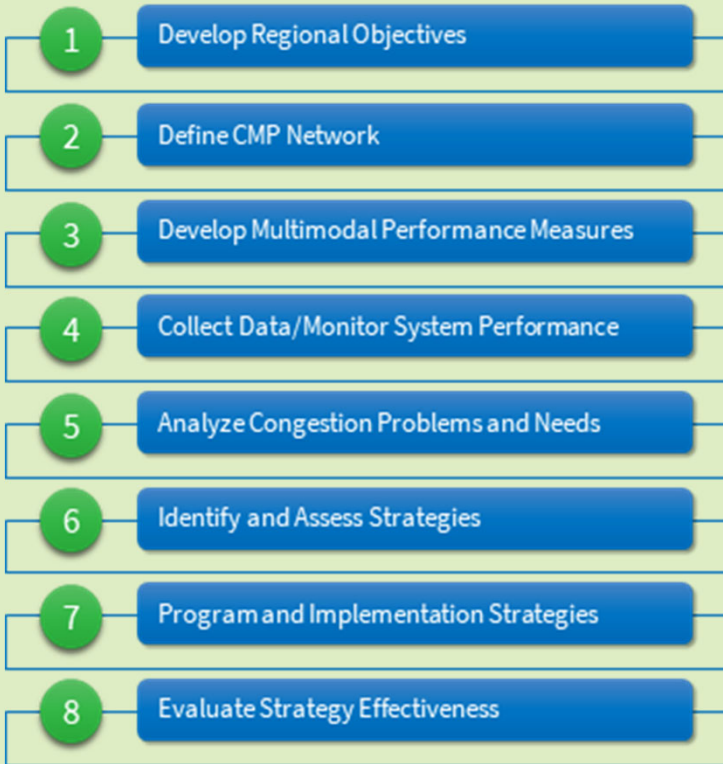 1 Develop Regional Objectives
2 Define CMP Network
3 Develop Multimodal Performance Measures
4 Collect Data/Monitor System Performance
5 Analyze Congestion Problems and Needs
6 Identify and Assess Strategies
7 Program and Implementation Strategies
8 Evaluate Strategy Effectiveness